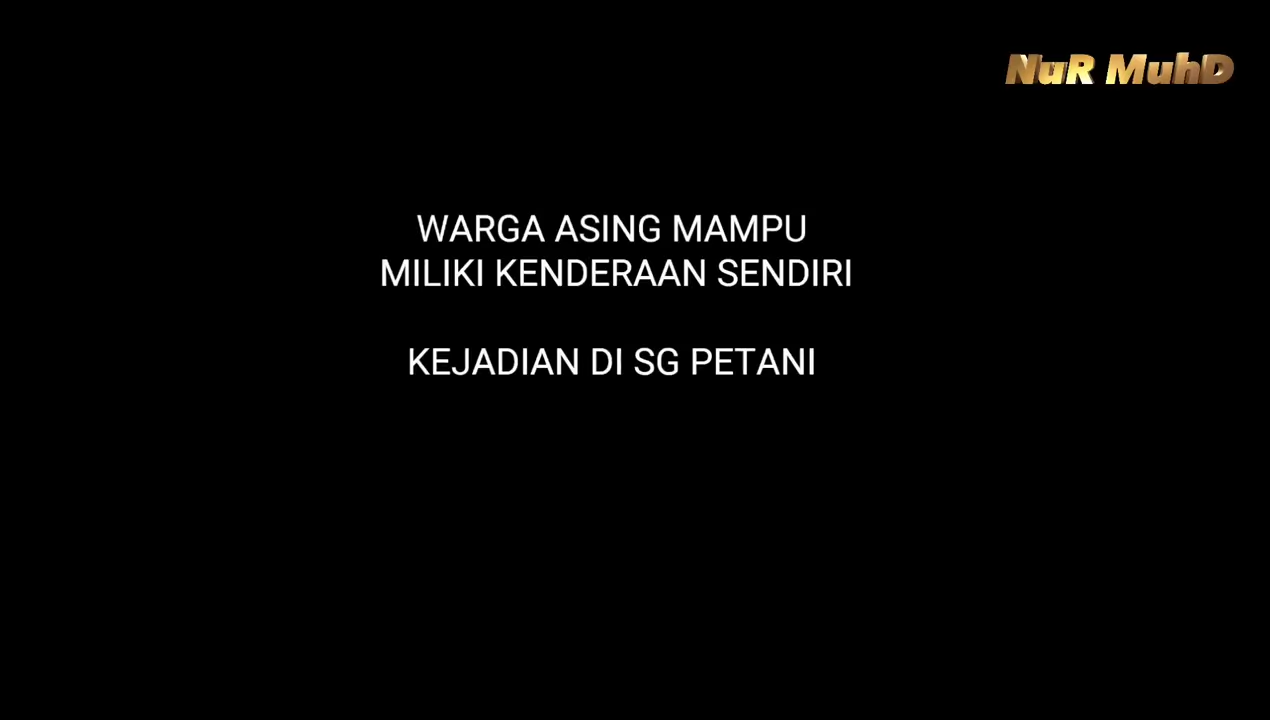 NuR MuhD
WARGA ASING MAMPU
MILIKI KENDERAAN SENDIRI
KEJADIAN DI SG PETANI